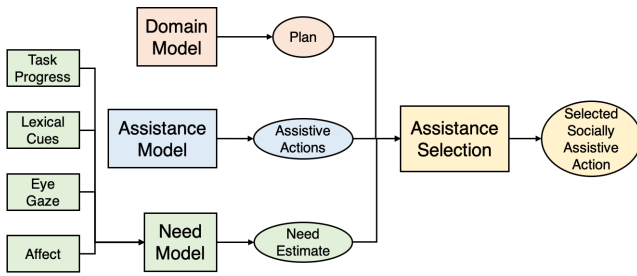 Domain
Model
Plan
Task
Progress
Lexical
Cues
Eye
Gaze
Affect
Assistance
Model
Assistive
Actions
Need
Model
Need
Estimate
Assistance
Selection
Selected
Socially
Assistive
Action